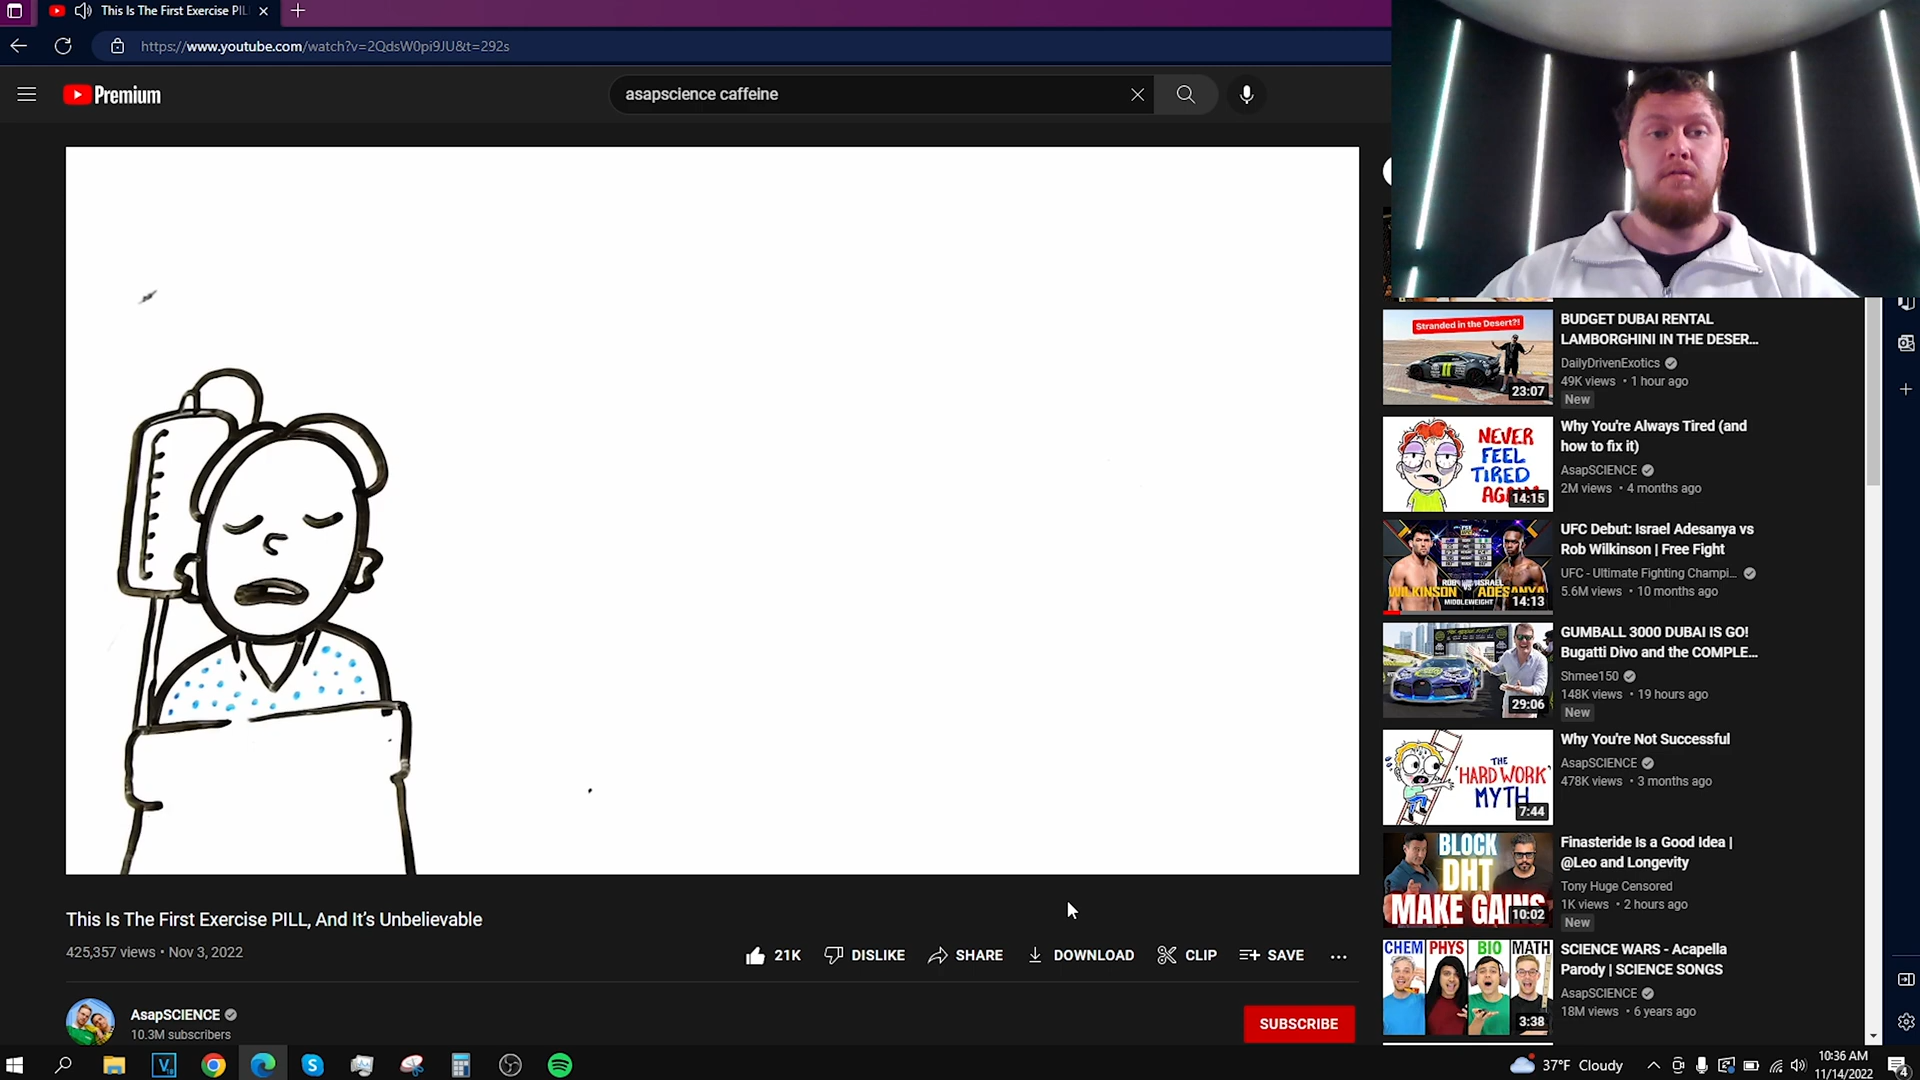 This Is The First Exercise PIL
https://www.youtube.com/watch?v=2QdsW0pi9JU&t=292s
Premium
asapscience caffeine
This Is The First Exercise PILL, And It's Unbelievable
425,357 views • Nov 3, 2022
21K
DISLIKE
SHARE
DOWNLOAD
CLIP
SAVE
AsapSCIENCE
10.3M subscribers
SUBSCRIBE
Stranded in the Desert?!
23:07
BUDGET DUBAI RENTAL
LAMBORGHINI IN THE DESER...
DailyDrivenExotics
49K views • 1 hour ago
New
NEVER
FEEL
TIRED
AGAIN
14:15
Why You're Always Tired (and
how to fix it)
AsapSCIENCE
2M views • 4 months ago
WILKINSON
ADESANYA
MIDDLEWEIGHT
14:13
UFC Debut: Israel Adesanya vs
Rob Wilkinson | Free Fight
UFC - Ultimate Fighting Champi...
5.6M views • 10 months ago
29:06
GUMBALL 3000 DUBAI IS GO!
Bugatti Divo and the COMPLE...
Shmee150
148K views • 19 hours ago
New
THE
'HARD WORK'
MYTH
7:44
Why You're Not Successful
AsapSCIENCE
478K views • 3 months ago
BLOCK
DHT
MAKE GAINS
10:02
Finasteride Is a Good Idea |
@Leo and Longevity
Tony Huge Censored
1K views • 2 hours ago
New
CHEM PHYS BIO MATH
3:38
SCIENCE WARS - Acapella
Parody | SCIENCE SONGS
AsapSCIENCE
18M views • 6 years ago
37°F Cloudy
10:36 AM
11/14/2022
4